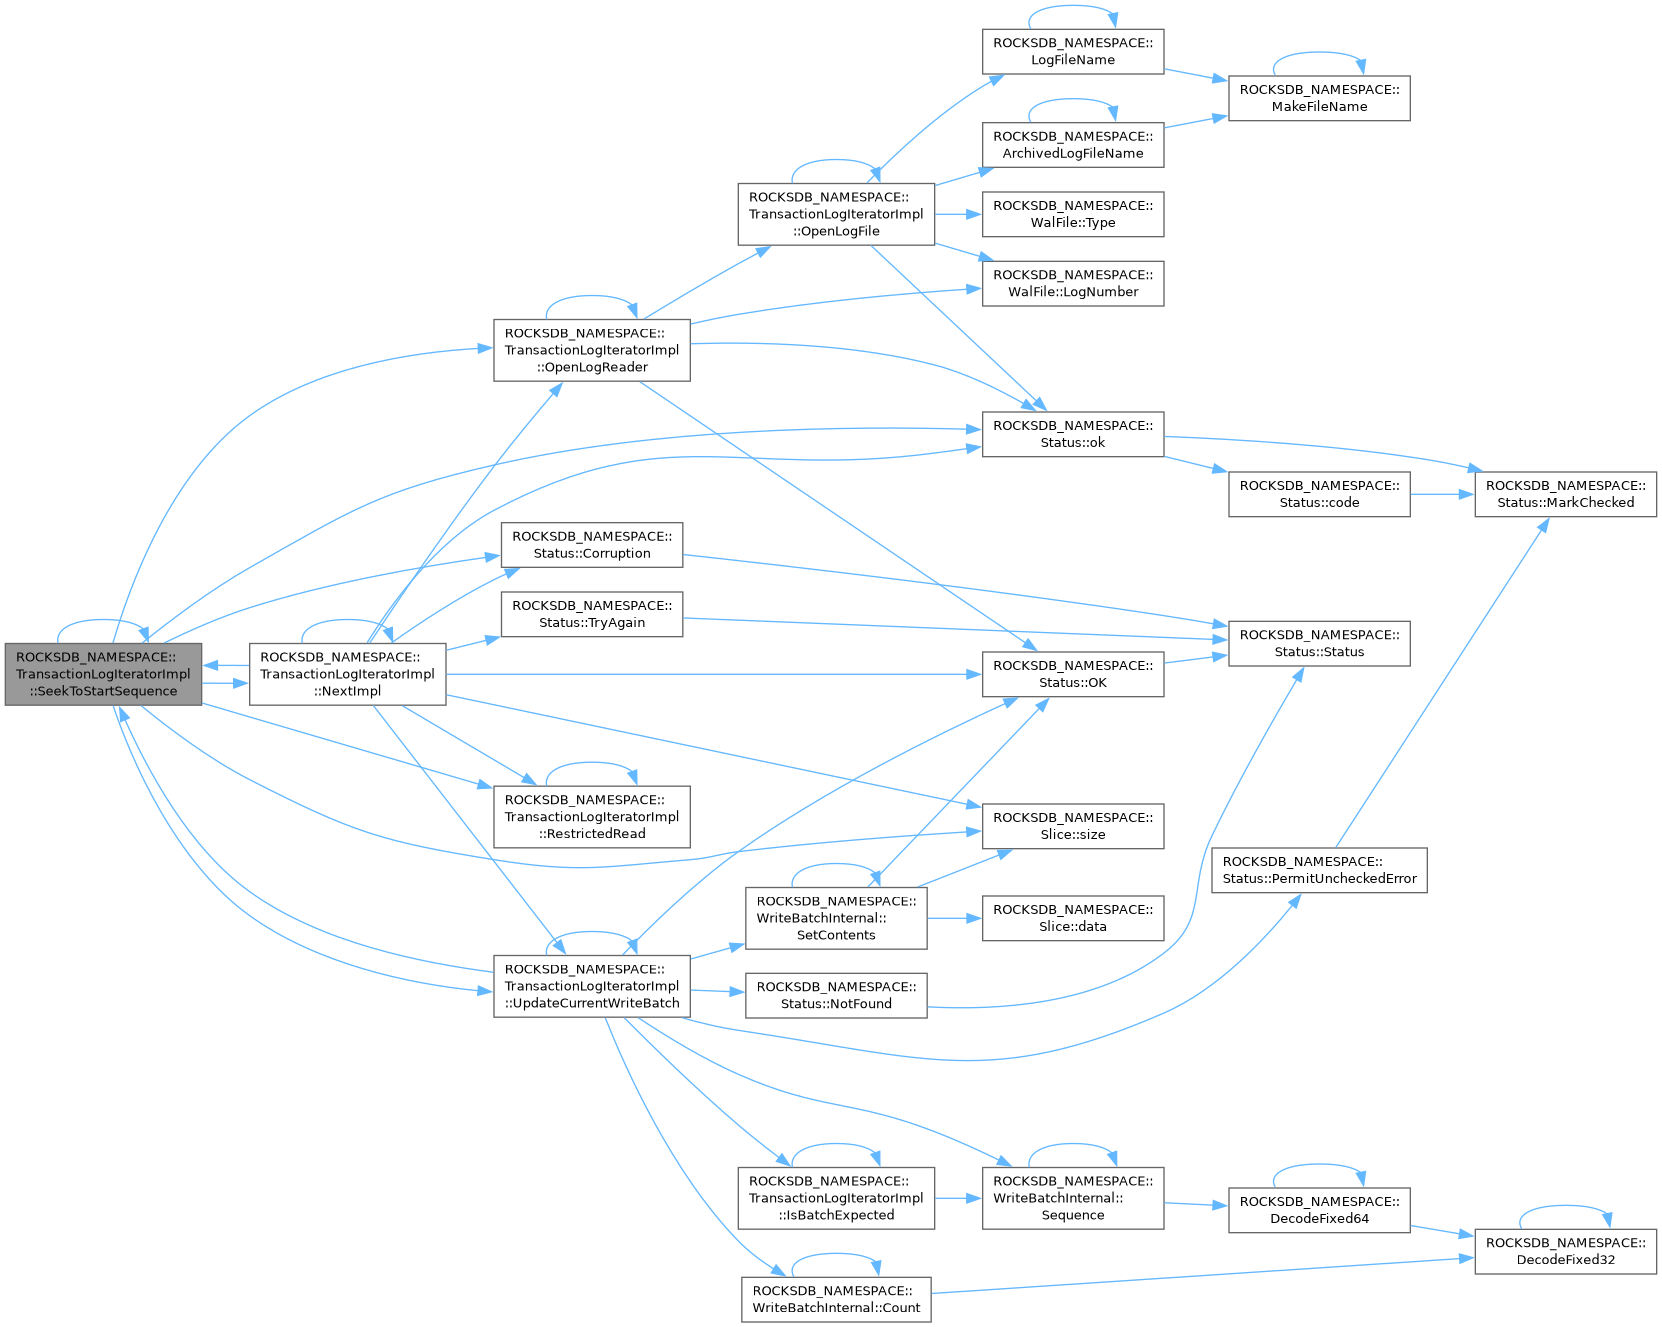 ROCKSDB_NAMESPACE::
LogFileName
ROCKSDB_NAMESPACE::
MakeFileName
ROCKSDB_NAMESPACE::
ArchivedLogFileName
ROCKSDB_NAMESPACE::
TransactionLogIteratorImpl
::OpenLogFile
ROCKSDB_NAMESPACE::
WalFile::Type
ROCKSDB_NAMESPACE::
WalFile::LogNumber
ROCKSDB_NAMESPACE::
TransactionLogIteratorImpl
::OpenLogReader
ROCKSDB_NAMESPACE::
Status::ok
ROCKSDB_NAMESPACE::
Status::code
ROCKSDB_NAMESPACE::
Status::MarkChecked
ROCKSDB_NAMESPACE::
Status::Corruption
ROCKSDB_NAMESPACE::
Status::TryAgain
ROCKSDB_NAMESPACE::
Status::Status
ROCKSDB_NAMESPACE::
TransactionLogIteratorImpl
::SeekToStartSequence
ROCKSDB_NAMESPACE::
TransactionLogIteratorImpl
::NextImpl
ROCKSDB_NAMESPACE::
Status::OK
ROCKSDB_NAMESPACE::
TransactionLogIteratorImpl
::RestrictedRead
ROCKSDB_NAMESPACE::
Slice::size
ROCKSDB_NAMESPACE::
Status::PermitUncheckedError
ROCKSDB_NAMESPACE::
WriteBatchInternal::
SetContents
ROCKSDB_NAMESPACE::
Slice::data
ROCKSDB_NAMESPACE::
TransactionLogIteratorImpl
::UpdateCurrentWriteBatch
ROCKSDB_NAMESPACE::
Status::NotFound
ROCKSDB_NAMESPACE::
TransactionLogIteratorImpl
::IsBatchExpected
ROCKSDB_NAMESPACE::
WriteBatchInternal::
Sequence
ROCKSDB_NAMESPACE::
DecodeFixed64
ROCKSDB_NAMESPACE::
DecodeFixed32
ROCKSDB_NAMESPACE::
WriteBatchInternal::Count